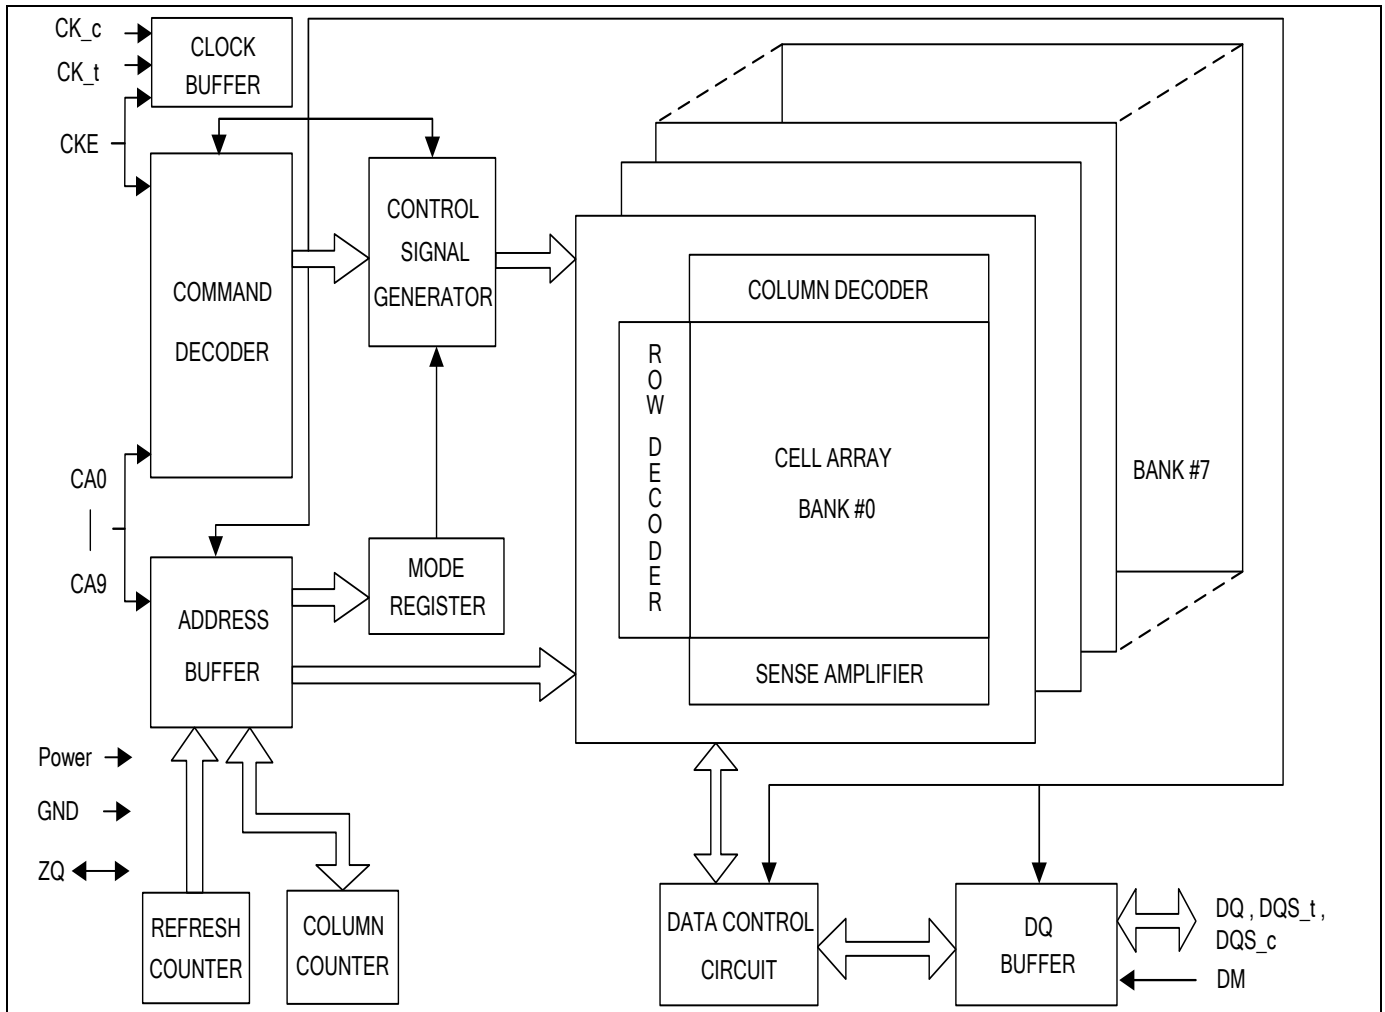 CK_c
CK_t
CKE
CLOCK
BUFFER
COMMAND
DECODER
CONTROL
SIGNAL
GENERATOR
COLUMN DECODER
ROW DECODER
CELL ARRAY
BANK #0
SENSE AMPLIFIER
BANK #7
CA0
CA9
MODE
REGISTER
ADDRESS
BUFFER
Power
GND
ZQ
REFRESH
COUNTER
COLUMN
COUNTER
DATA CONTROL
CIRCUIT
DQ
BUFFER
DQ , DQS_t ,
DQS_c
DM